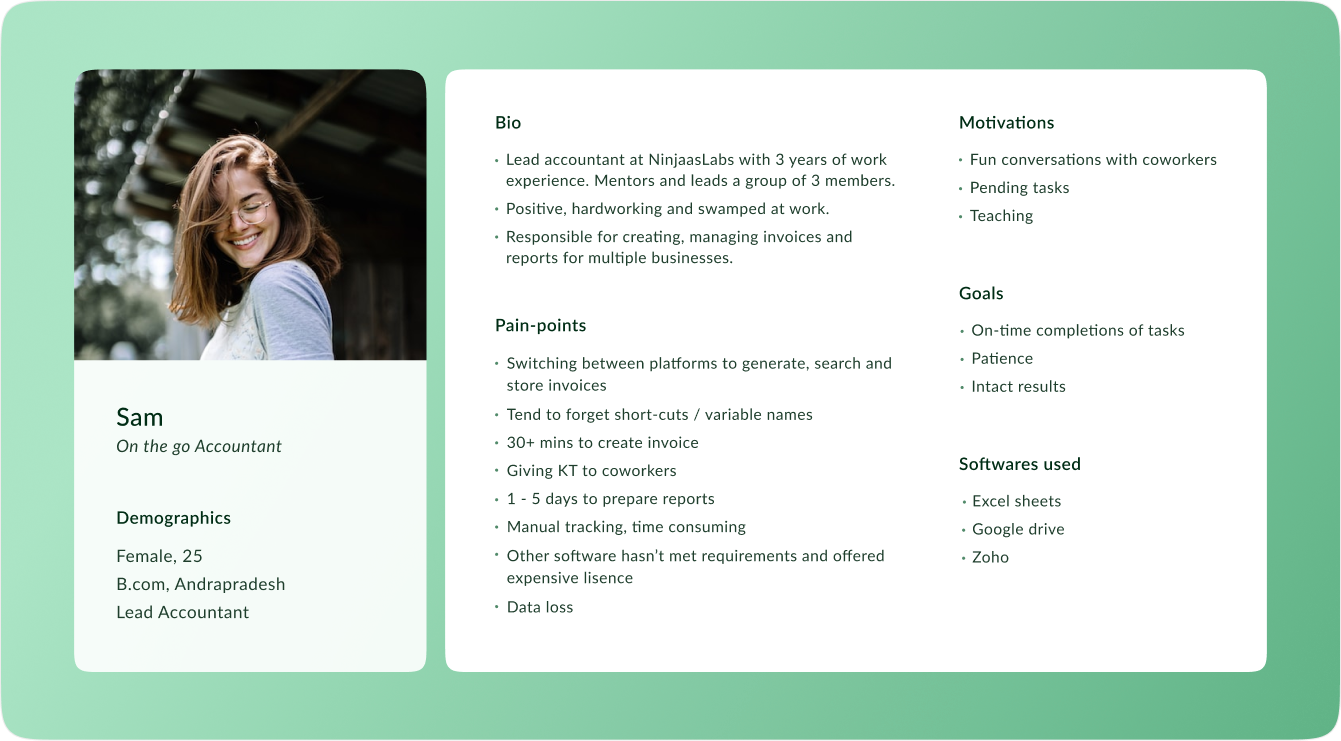 Sam
On the go Accountant
Demographics
Female, 25
B.com, Andrapradesh
Lead Accountant
Bio
• Lead accountant at NinjaasLabs with 3 years of work
experience. Mentors and leads a group of 3 members.
• Positive, hardworking and swamped at work.
• Responsible for creating, managing invoices and
reports for multiple businesses.
Pain-points
• Switching between platforms to generate, search and
store invoices
• Tend to forget short-cuts / variable names
• 30+ mins to create invoice
• Giving KT to coworkers
• 1 - 5 days to prepare reports
• Manual tracking, time consuming
• Other software hasn’t met requirements and offered
expensive lisence
• Data loss
Motivations
• Fun conversations with coworkers
• Pending tasks
• Teaching
Goals
• On-time completions of tasks
• Patience
• Intact results
Softwares used
• Excel sheets
• Google drive
• Zoho